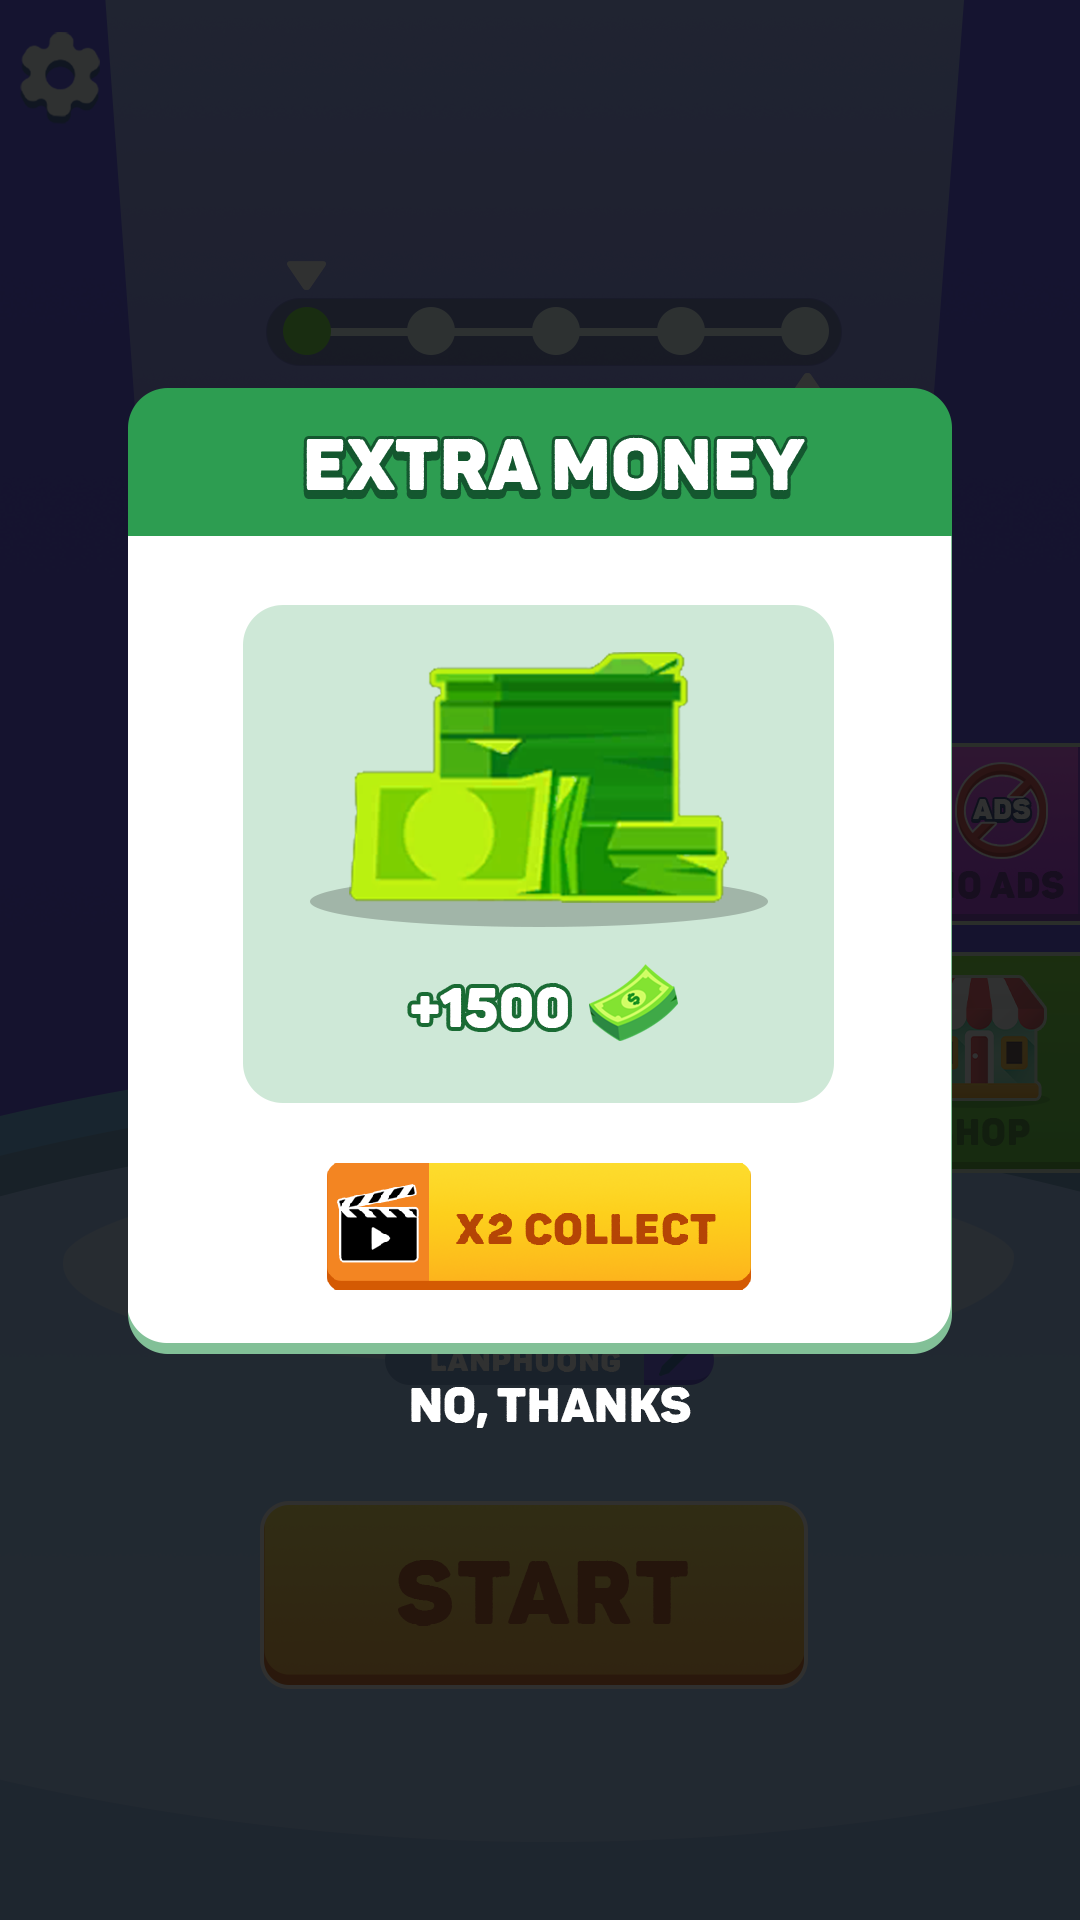 EXTRA MONEY
ADS
O ADS
+1500
$
HOP
X2 COLLECT
LANPHUONG
NO, THANKS
START